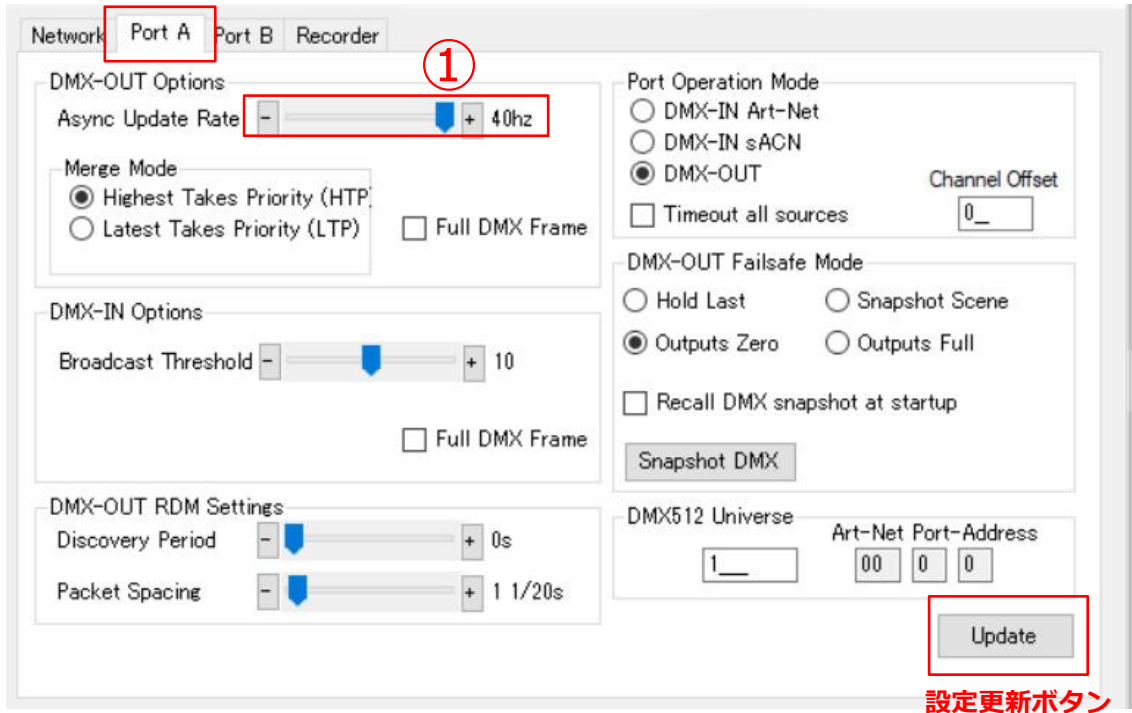 Network Port A Port B Recorder
①
DMX-OUT Options
Async Update Rate - + 40hz
Merge Mode
Highest Takes Priority (HTP)
Latest Takes Priority (LTP)
Full DMX Frame
DMX-IN Options
Broadcast Threshold - + 10
Full DMX Frame
DMX-OUT RDM Settings
Discovery Period - + 0s
Packet Spacing - + 1 1/20s
Port Operation Mode
DMX-IN Art-Net
DMX-IN sACN
DMX-OUT
Channel Offset
Timeout all sources
0_
DMX-OUT Failsafe Mode
Hold Last Snapshot Scene
Outputs Zero Outputs Full
Recall DMX snapshot at startup
Snapshot DMX
DMX512 Universe
Art-Net Port-Address
1__ 00 0 0
Update
設定更新ボタン